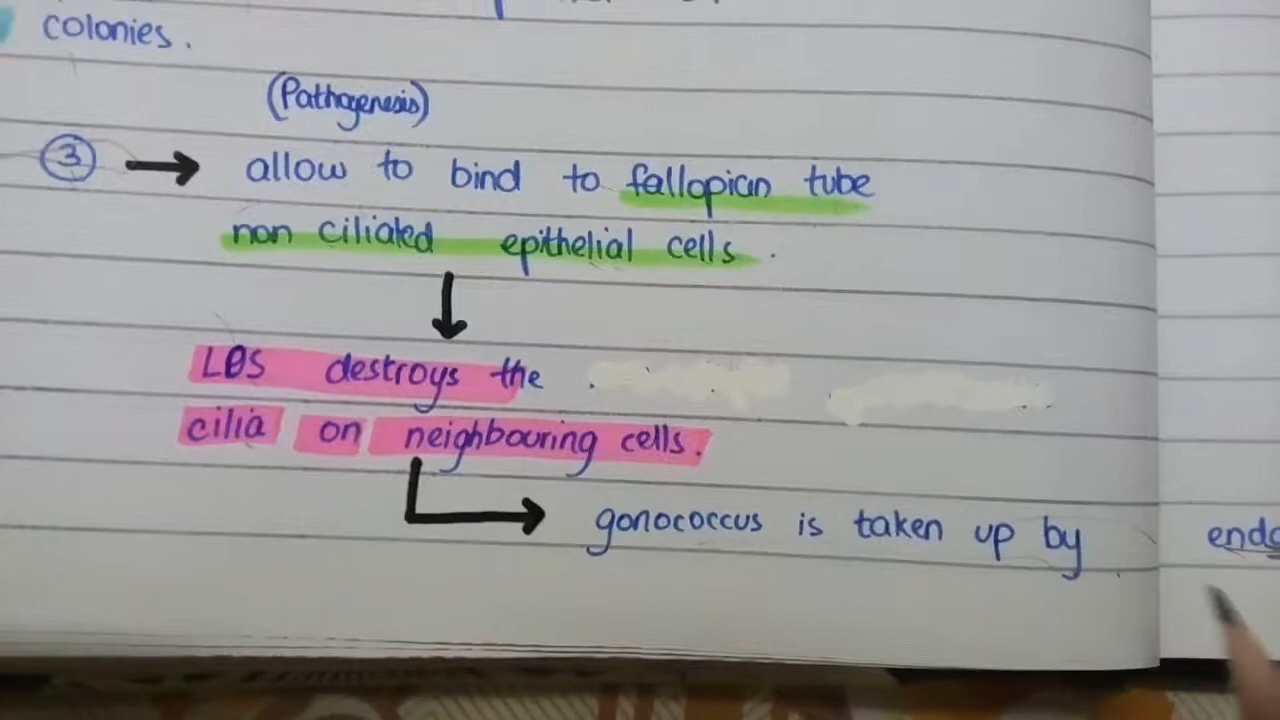 colonies.
(Pathogenesis)
③ → allow to bind to fallopian tube
non ciliated epithelial cells.
LOS destroys the
cilia on neighbouring cells.
gonococcus is taken up by